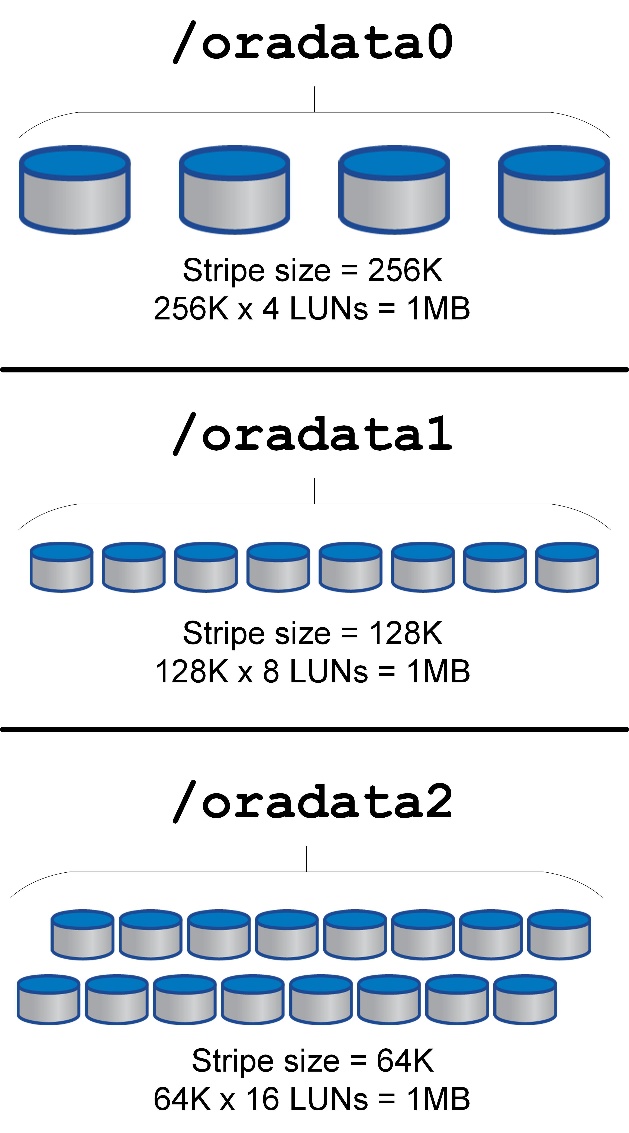 /oradata0
Stripe size = 256K
256K x 4 LUNs = 1MB
/oradata1
Stripe size = 128K
128K x 8 LUNs = 1MB
/oradata2
Stripe size = 64K
64K x 16 LUNs = 1MB